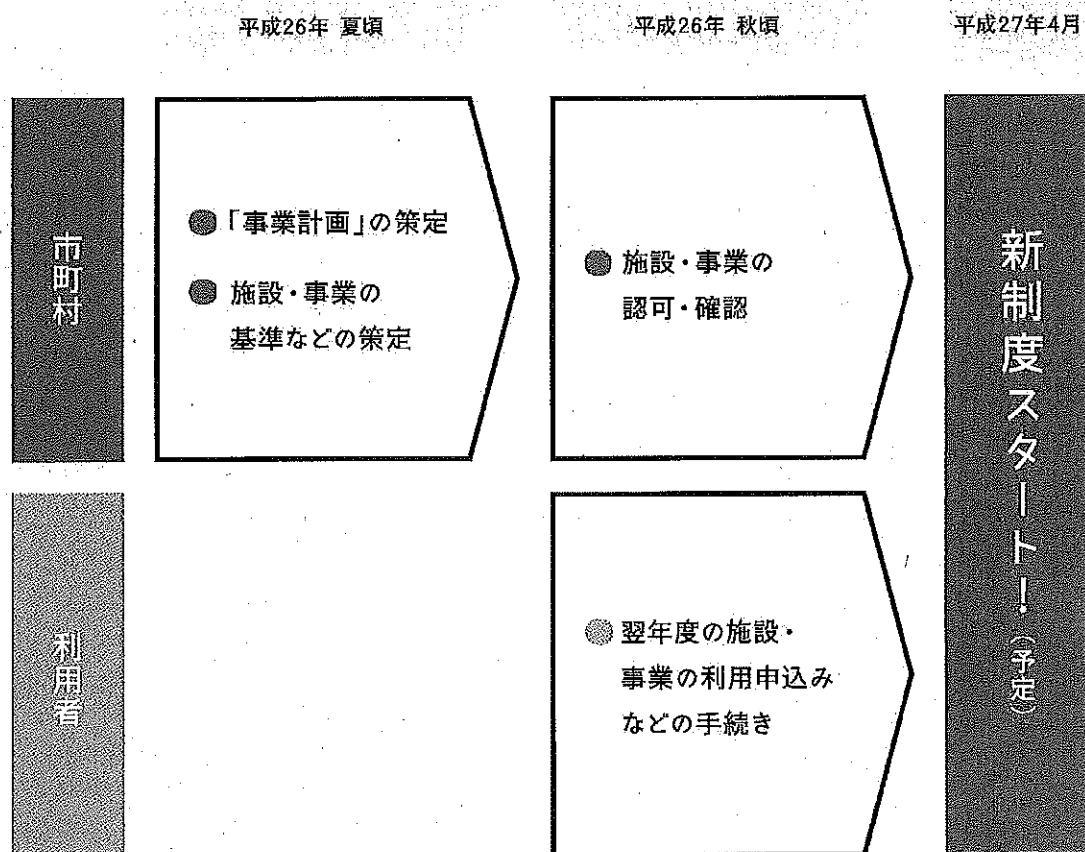 平成26年 夏頃
平成26年 秋頃
平成27年4月
市町村
●「事業計画」の策定
● 施設・事業の
基準などの策定
● 施設・事業の
認可・確認
新制度スタート！（予定）
利用者
● 翌年度の施設・
事業の利用申込み
などの手続き